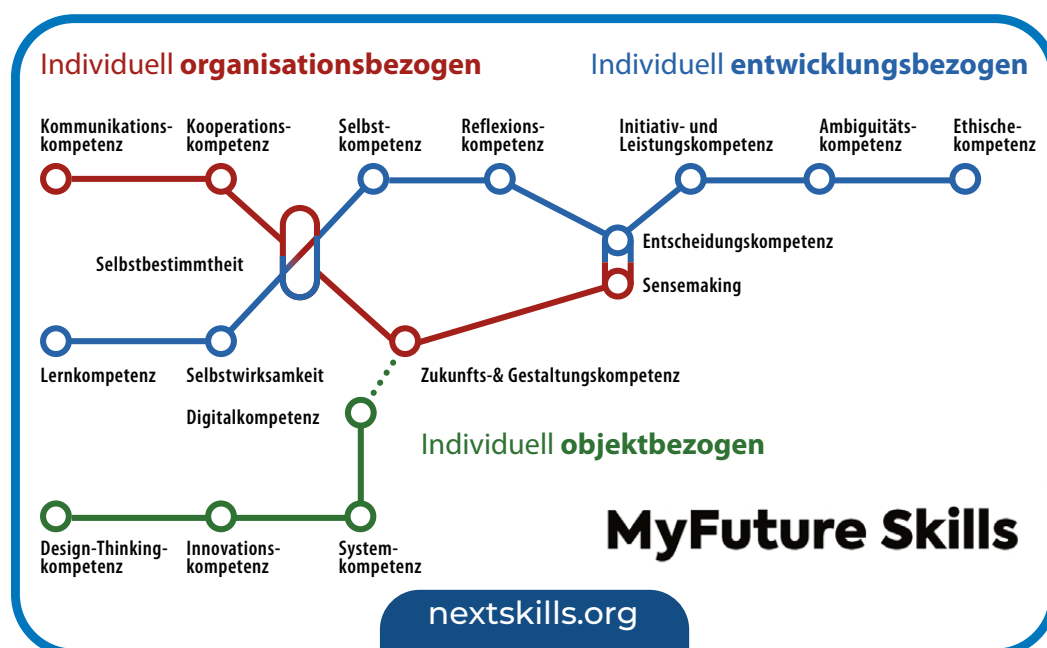 Individuell organisationsbezogen
Individuell entwicklungsbezogen
Kommunikations-
kompetenz
Kooperations-
kompetenz
Selbst-
kompetenz
Reflexions-
kompetenz
Initiativ- und
Leistungskompetenz
Ambiguitäts-
kompetenz
Ethische-
kompetenz
Selbstbestimmtheit
Entscheidungskompetenz
Sensemaking
Lernkompetenz
Selbstwirksamkeit
Zukunfts-& Gestaltungskompetenz
Digitalkompetenz
Individuell objektbezogen
Design-Thinking-
kompetenz
Innovations-
kompetenz
System-
kompetenz
MyFuture Skills
nextskills.org